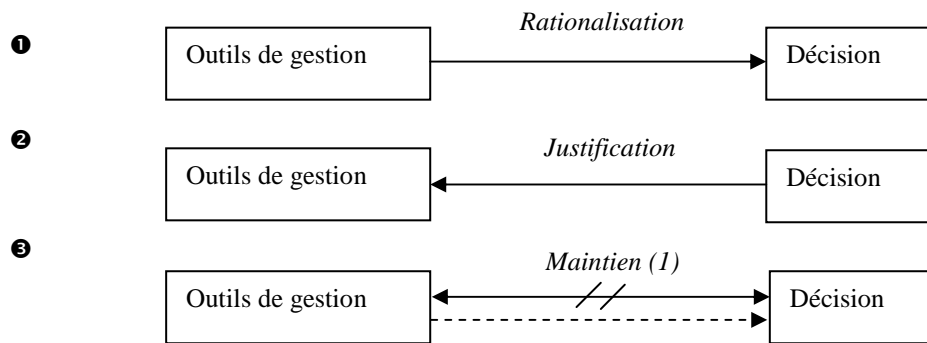 Rationalisation
❶
Outils de gestion
Décision
❷
Justification
Outils de gestion
Décision
❸
Maintien (1)
Outils de gestion
Décision